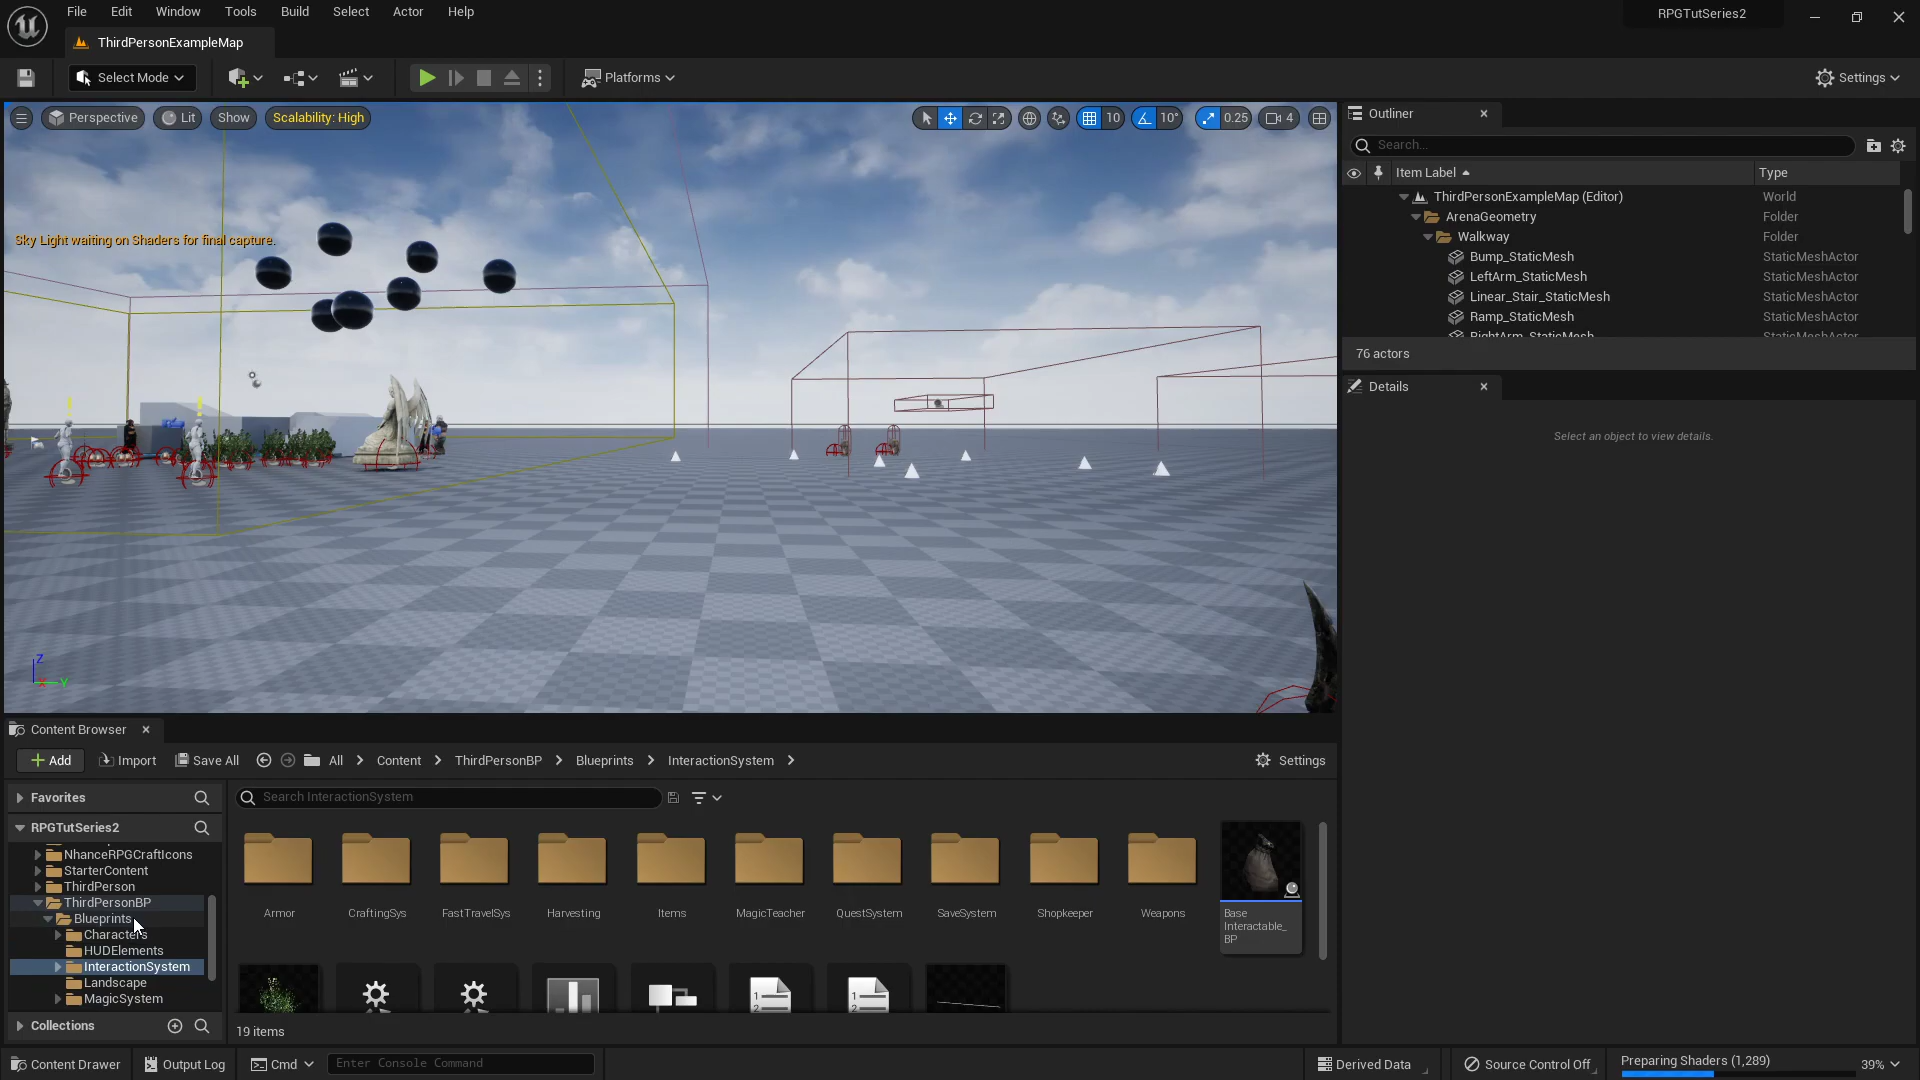 File Edit Window Tools Build Select Actor Help
RPGTutSeries2
ThirdPersonExampleMap
Select Mode
Platforms
Settings
Perspective Lit Show Scalability: High
10 10° 0.25 4
Sky Light waiting on Shaders for final capture.
Z
X Y
Outliner
Search...
Item Label Type
ThirdPersonExampleMap (Editor) World
ArenaGeometry Folder
Walkway Folder
Bump_StaticMesh StaticMeshActor
LeftArm_StaticMesh StaticMeshActor
Linear_Stair_StaticMesh StaticMeshActor
Ramp_StaticMesh StaticMeshActor
RightArm_StaticMesh StaticMeshActor
76 actors
Details
Select an object to view details.
Content Browser
Add Import Save All All Content ThirdPersonBP Blueprints InteractionSystem Settings
Favorites
RPGTutSeries2
NhanceRPGCraftIcons
StarterContent
ThirdPerson
ThirdPersonBP
Blueprints
Characters
HUDElements
InteractionSystem
Landscape
MagicSystem
Collections
Search InteractionSystem
Armor CraftingSys FastTravelSys Harvesting Items MagicTeacher QuestSystem SaveSystem Shopkeeper Weapons
Base
Interactable_
BP
19 items
Content Drawer Output Log Cmd Enter Console Command
Derived Data Source Control Off Preparing Shaders (1,289) 39%